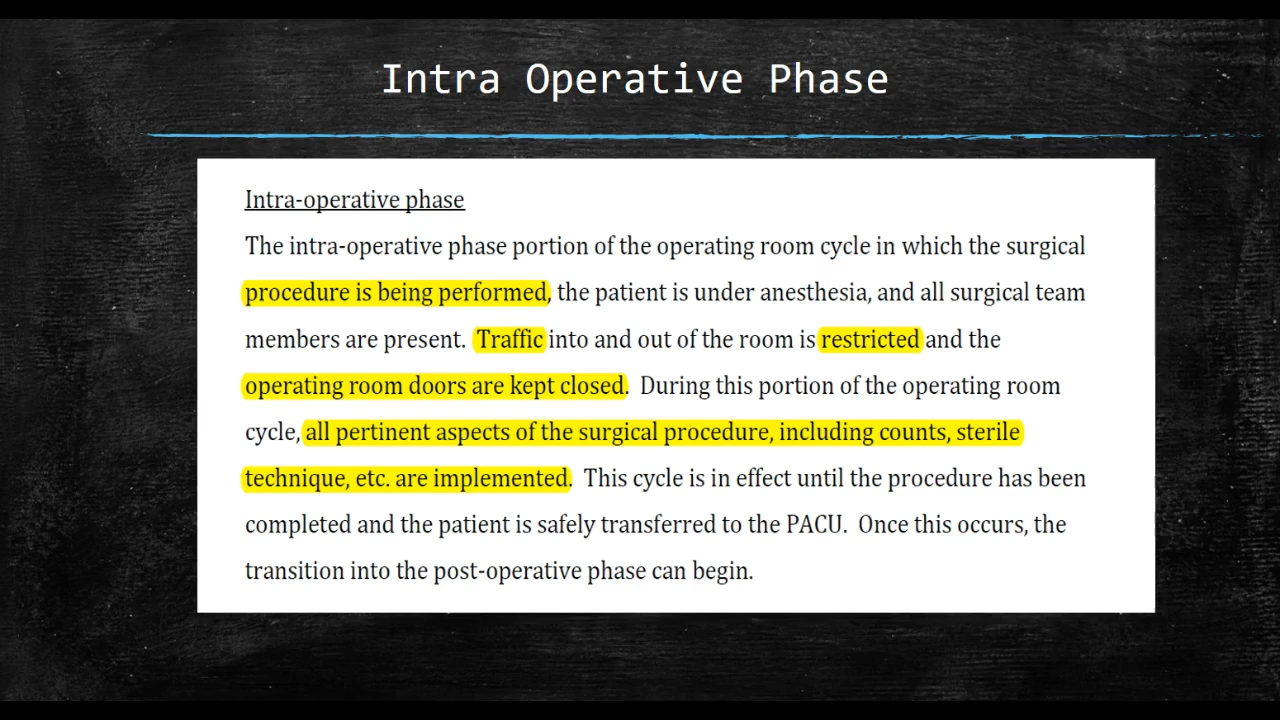 Intra Operative Phase
Intra-operative phase
The intra-operative phase portion of the operating room cycle in which the surgical
procedure is being performed, the patient is under anesthesia, and all surgical team
members are present. Traffic into and out of the room is restricted and the
operating room doors are kept closed. During this portion of the operating room
cycle, all pertinent aspects of the surgical procedure, including counts, sterile
technique, etc. are implemented. This cycle is in effect until the procedure has been
completed and the patient is safely transferred to the PACU. Once this occurs, the
transition into the post-operative phase can begin.